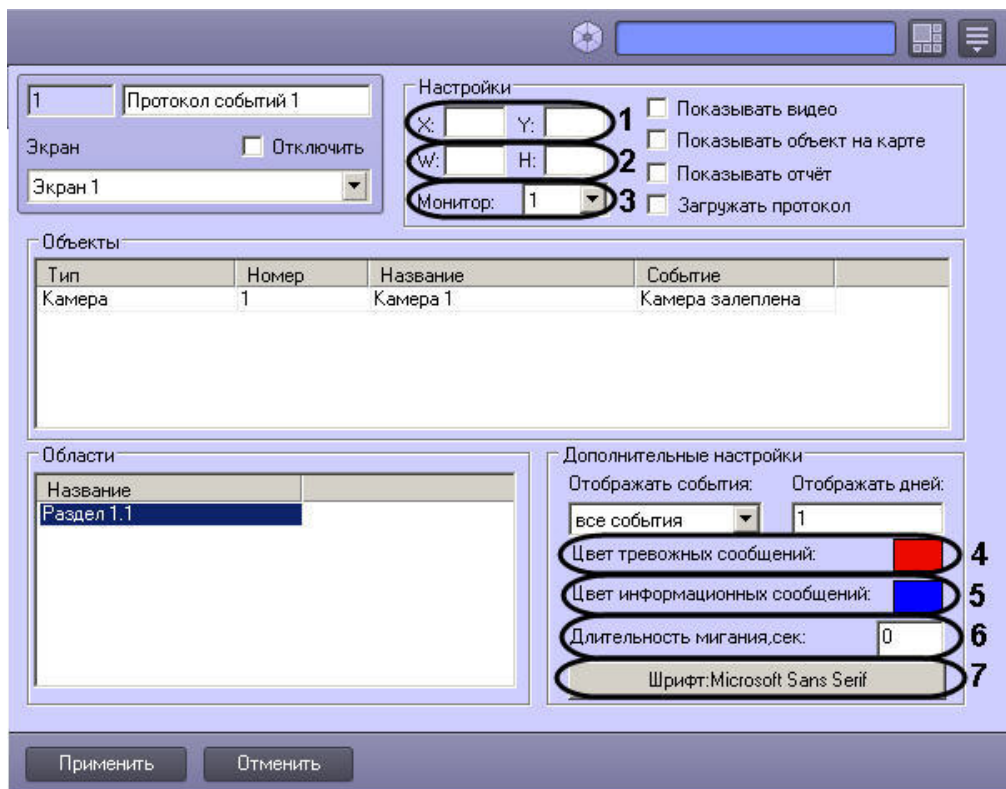 1
Протокол событий 1
Экран
Отключить
Экран 1
Настройки
X:
Y:
1
W:
H:
2
Монитор:
1
3
Показывать видео
Показывать объект на карте
Показывать отчёт
Загружать протокол
Объекты
Тип Номер Название Событие
Камера 1 Камера 1 Камера залеплена
Области
Название
Раздел 1.1
Дополнительные настройки
Отображать события: Отображать дней:
все события 1
Цвет тревожных сообщений: 4
Цвет информационных сообщений: 5
Длительность мигания,сек: 0 6
Шрифт:Microsoft Sans Serif 7
Применить Отменить